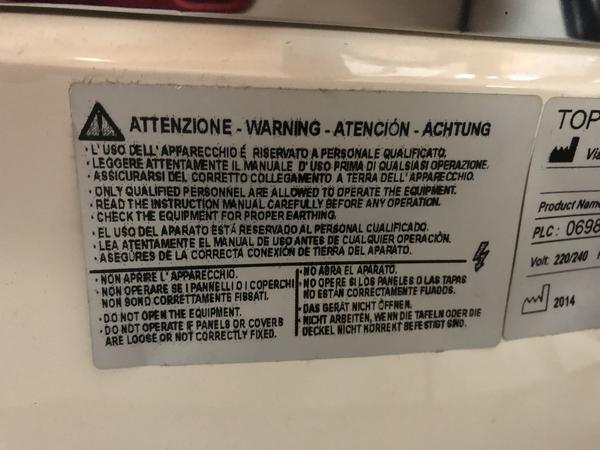 ATTENZIONE - WARNING - ATENCIÓN - ACHTUNG
· L'USO DELL'APPARECCHIO É RISERVATO A PERSONALE QUALIFICATO.
· LEGGERE ATTENTAMENTE IL MANUALE D'USO PRIMA DI QUALSIASI OPERAZIONE.
· ASSICURARSI DEL CORRETTO COLLEGAMENTO A TERRA DELL'APPARECCHIO.
· ONLY QUALIFIED PERSONNEL ARE ALLOWED TO OPERATE THE EQUIPMENT.
· READ THE INSTRUCTION MANUAL CAREFULLY BEFORE ANY OPERATION.
· CHECK THE EQUIPMENT FOR PROPER EARTHING.
· EL USO DEL APARATO ESTÁ RESERVADO AL PERSONAL CUALIFICADO.
· LEA ATENTAMENTE EL MANUAL DE USO ANTES DE CUALQUIER OPERACIÓN.
· ASEGÚRES DE LA CORRECTA CONEXIÓN DE TIERRA DEL APARATO.
· NON APRIRE L'APPARECCHIO.
· NON OPERARE SE I PANNELLI O I COPERCHI
NON SONO CORRETTAMENTE FISSATI.
· DO NOT OPEN THE EQUIPMENT.
· DO NOT OPERATE IF PANELS OR COVERS
ARE LOOSE OR NOT CORRECTLY FIXED.
· NO ABRA EL APARATO.
· NO OPERE SI LOS PANELES O LAS TAPAS
NO ESTÁN CORRECTAMENTE FIJADOS.
· DAS GERÄT NICHT ÖFFNEN.
· NICHT ARBEITEN, WENN DIE TAFELN ODER DIE
DECKEL NICHT KORREKT BEFESTIGT SIND.
TOP
Via
Product Name
PLC: 0698
Volt: 220/240
2014